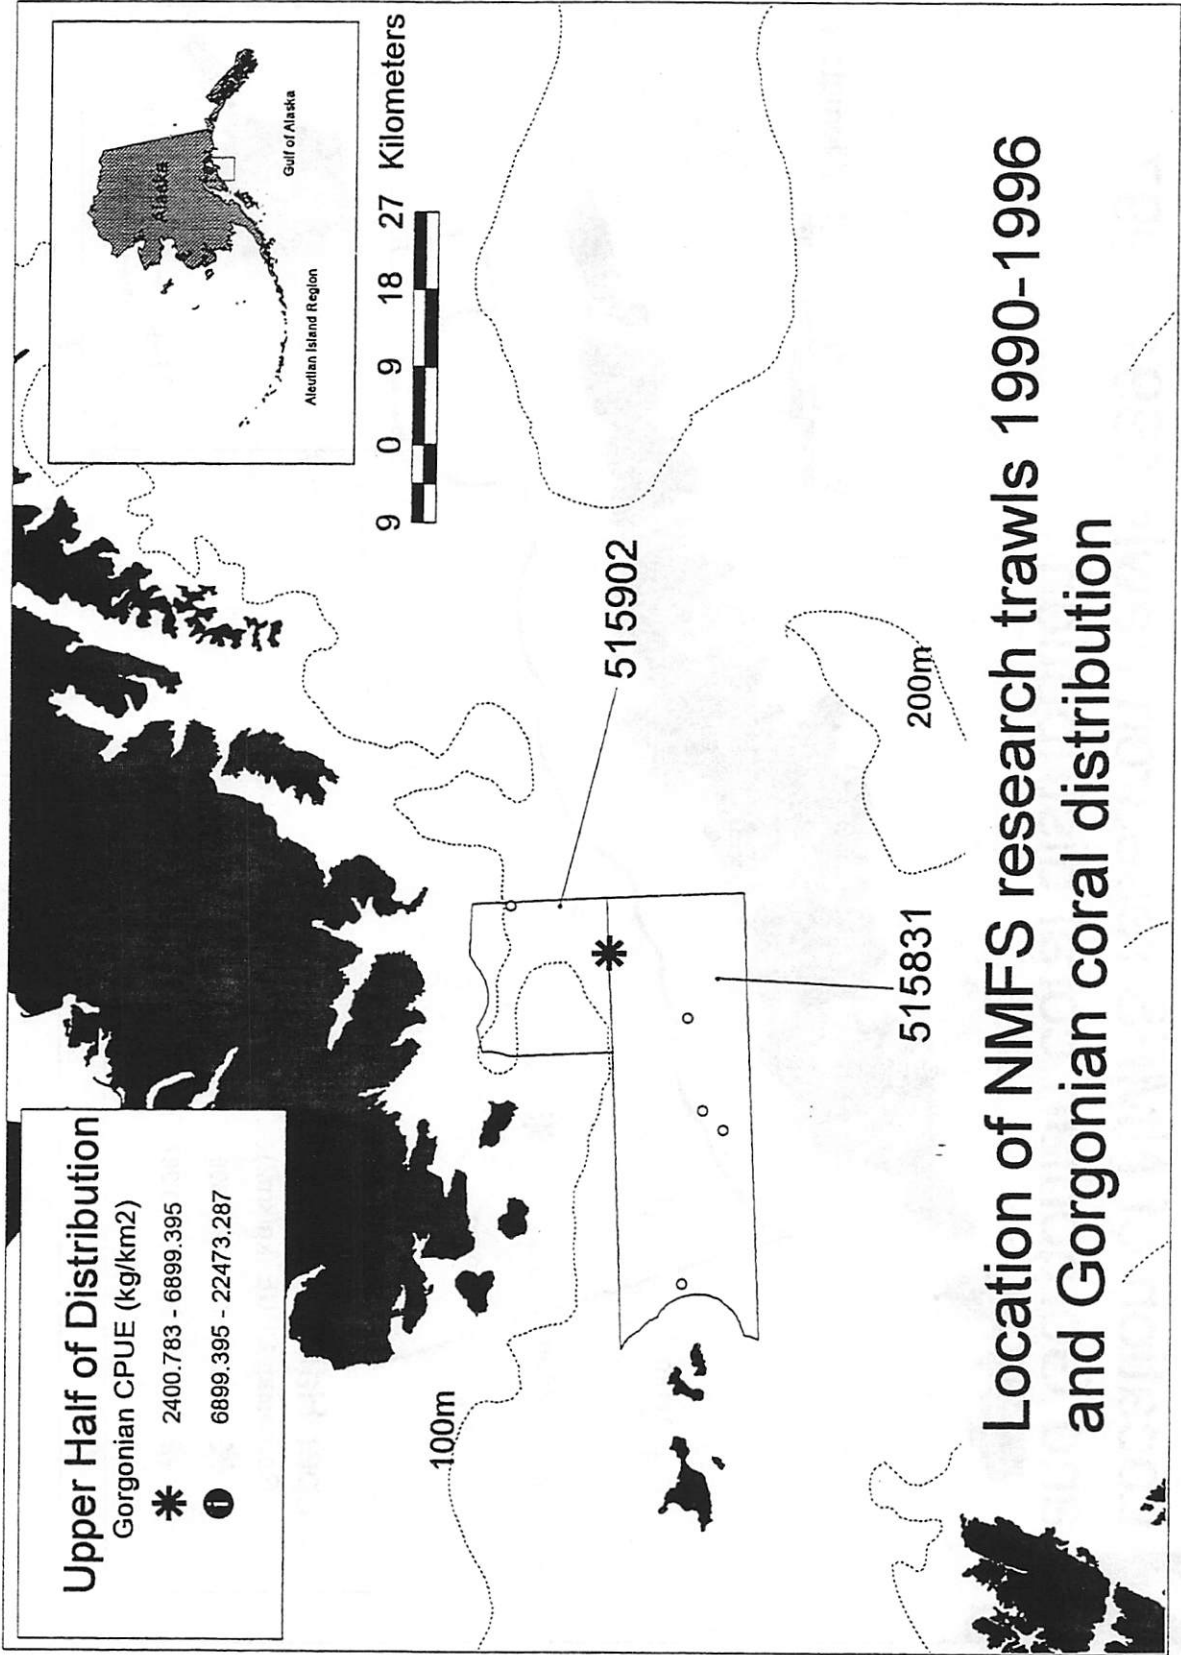 Upper Half of Distribution
Gorgonian CPUE (kg/km2)
2400.783 - 6899.395
6899.395 - 22473.287
Alaska
Gulf of Alaska
Aleutian Island Region
9 0 9 18 27 Kilometers
100m
515902
515831
200m
Location of NMFS research trawls 1990-1996
and Gorgonian coral distribution